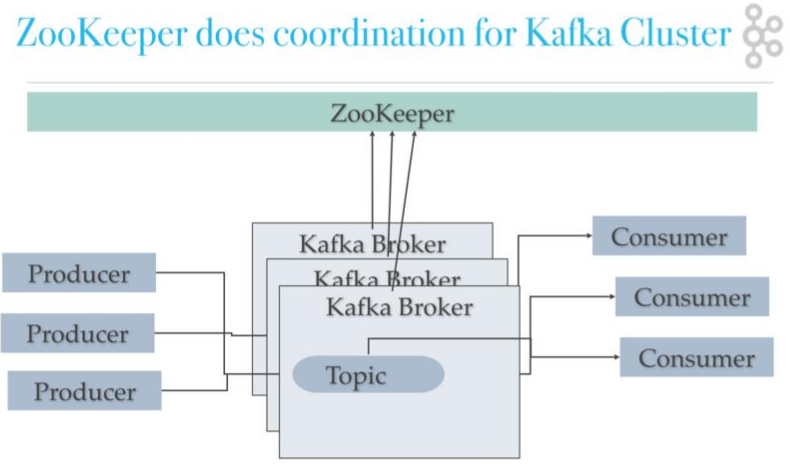 ZooKeeper does coordination for Kafka Cluster
ZooKeeper
Kafka Broker
Kafka Broker
Kafka Broker
Topic
Producer
Producer
Producer
Consumer
Consumer
Consumer